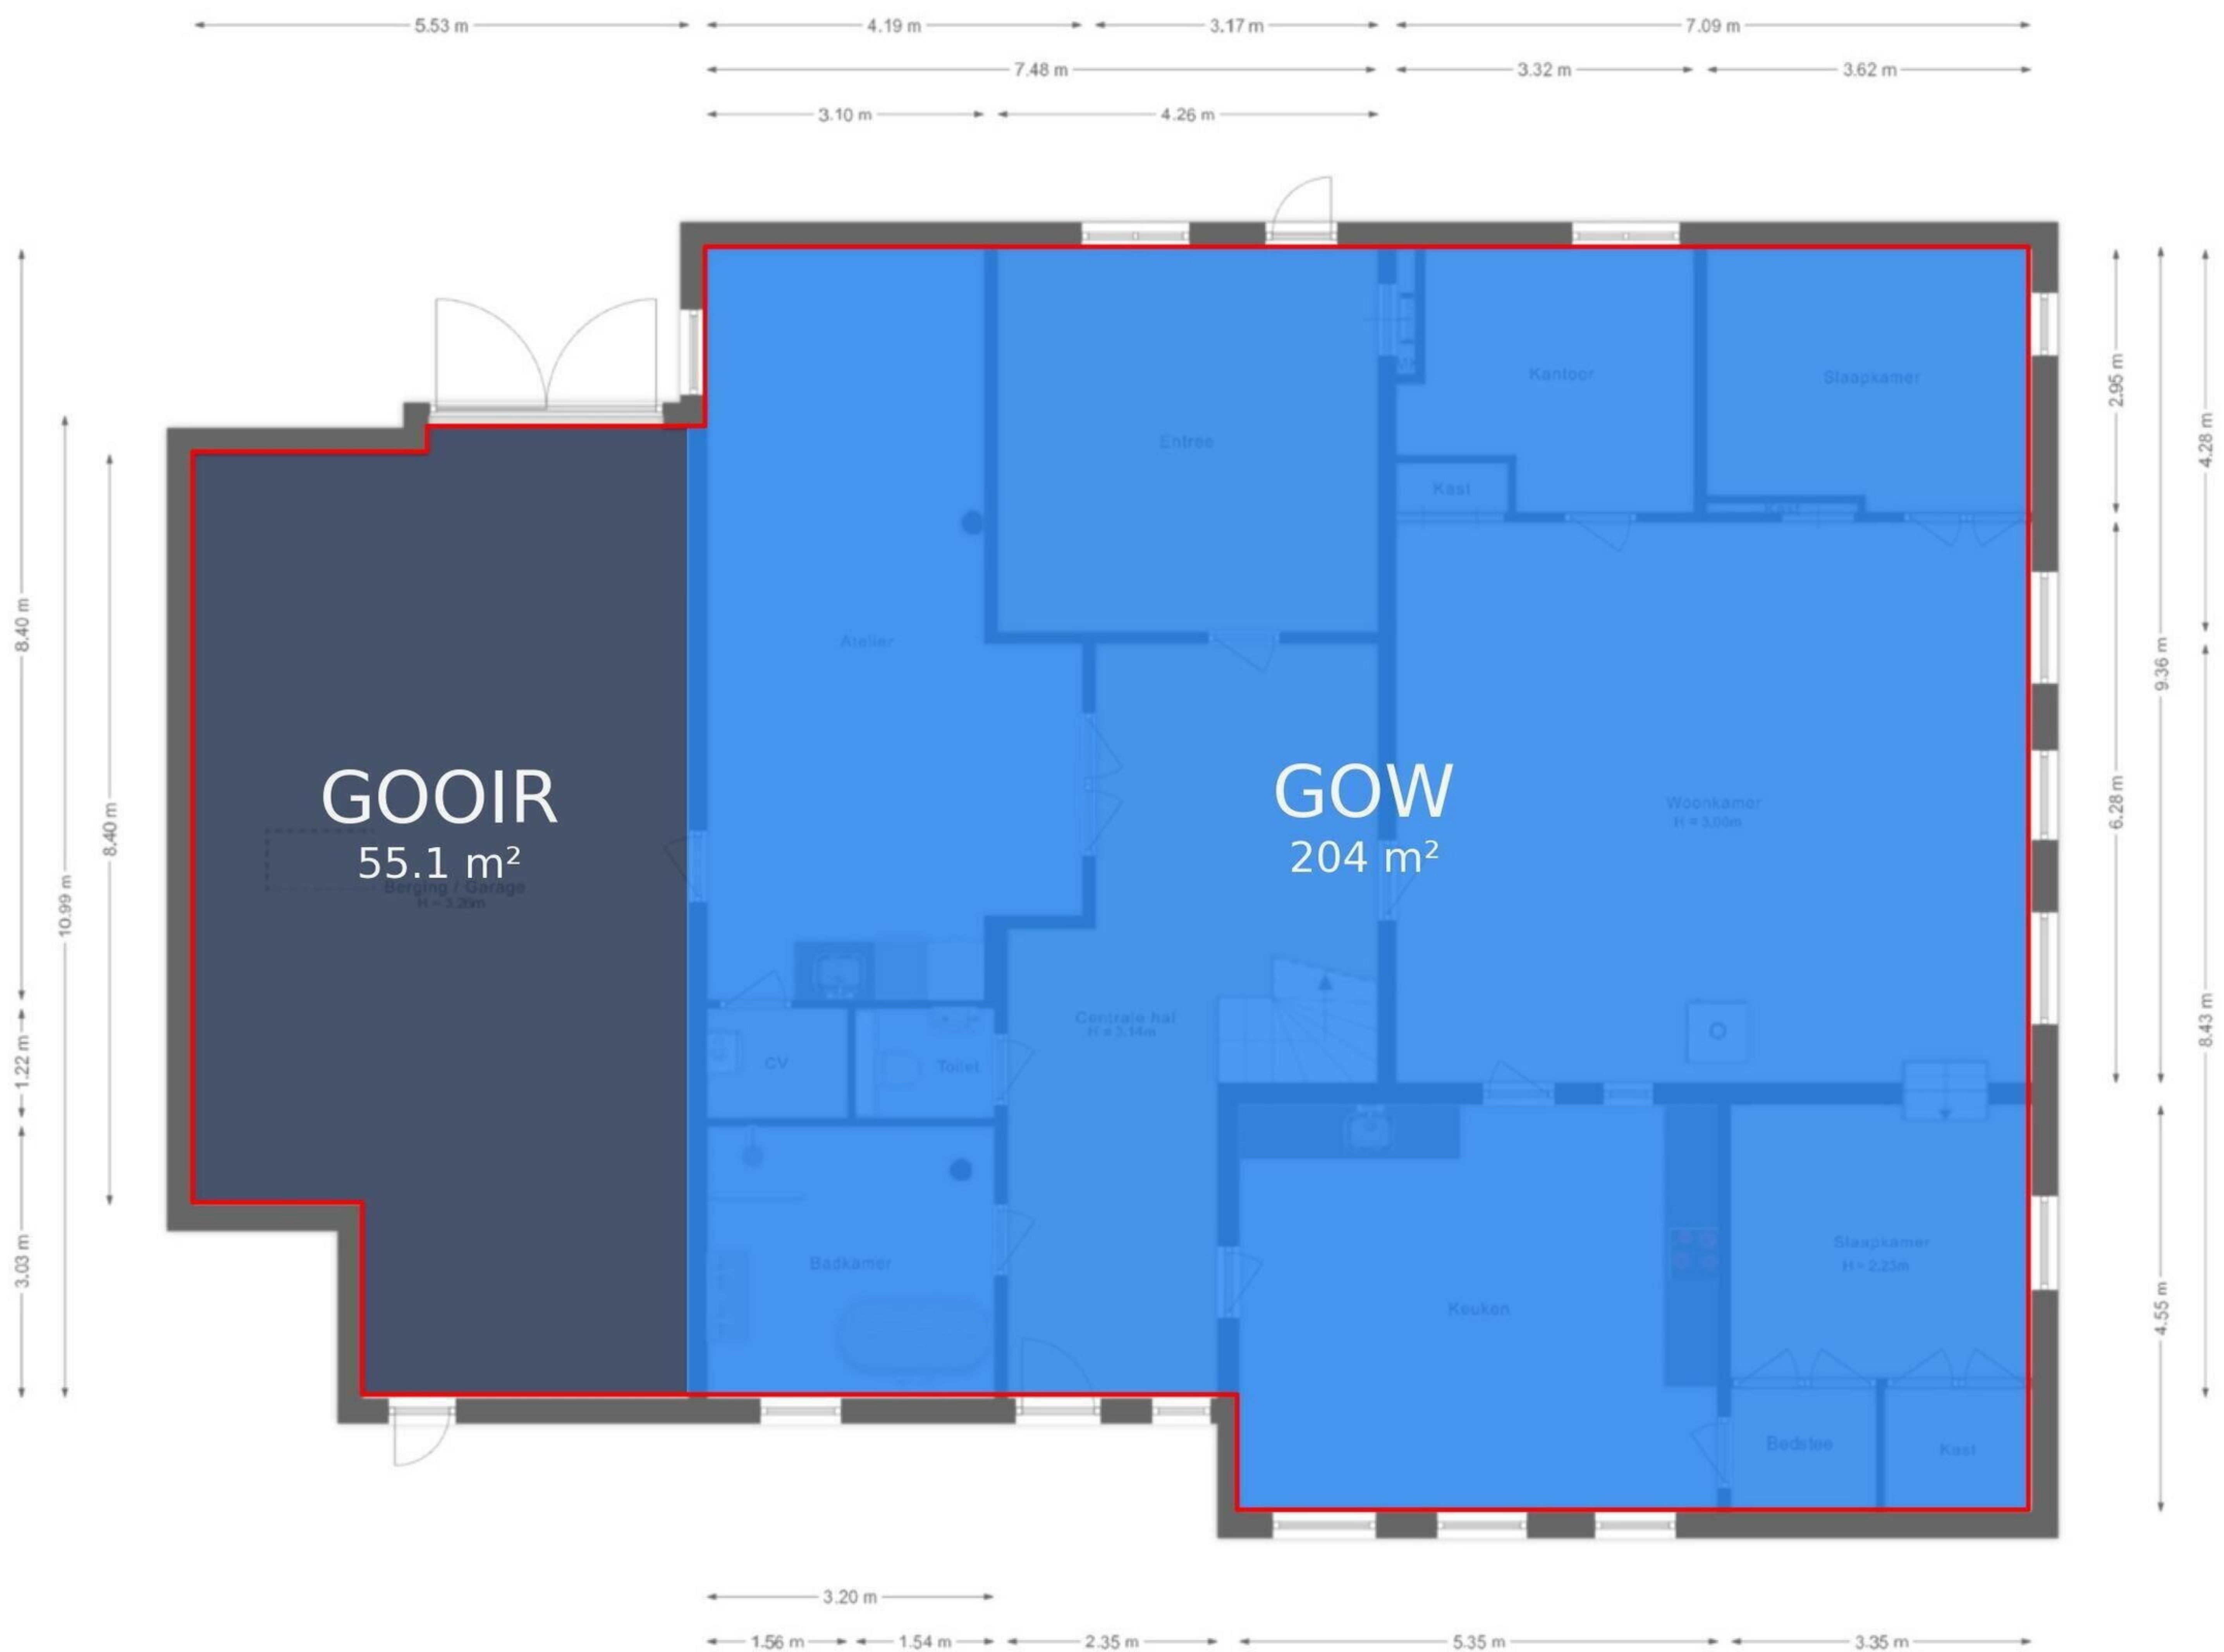 5.53 m
4.19 m
3.17 m
7.09 m
7.48 m
3.32 m
3.62 m
3.10 m
4.26 m
Kantoor
Slaapkamer
2.95 m
4.28 m
Entree
Kast
Kast
8.40 m
Atelier
9.36 m
GOOIR
55.1 m²
GOW
204 m²
Woonkamer
H = 3.00m
6.28 m
8.40 m
Berging / Garage
H = 3.26m
10.99 m
Centrale hal
H = 3.14m
8.43 m
1.22 m
CV
Toilet
3.03 m
Badkamer
Slaapkamer
H = 2.23m
Keuken
4.55 m
Bedstee
Kast
3.20 m
1.56 m
1.54 m
2.35 m
5.35 m
3.35 m